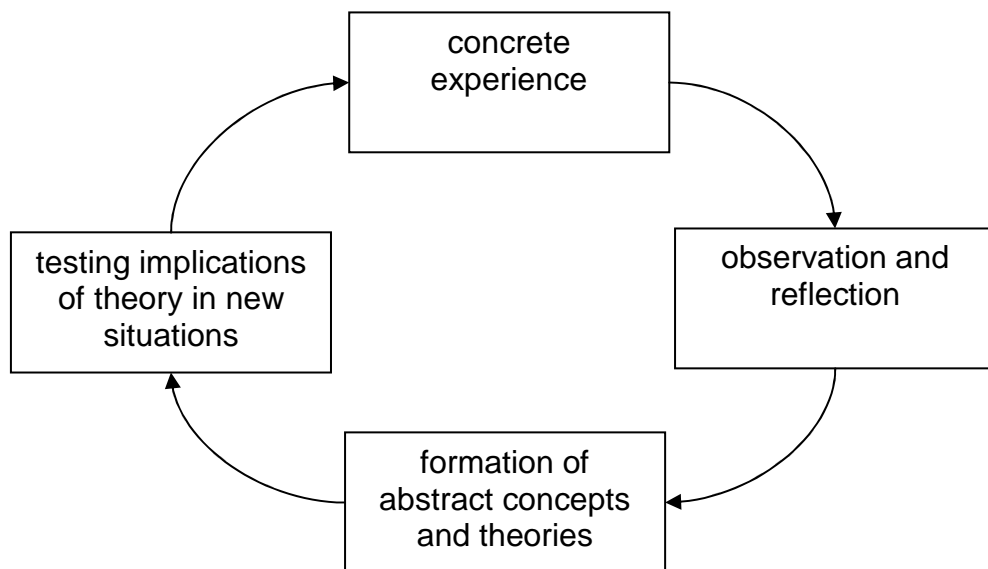 concrete
experience
observation and
reflection
formation of
abstract concepts
and theories
testing implications
of theory in new
situations